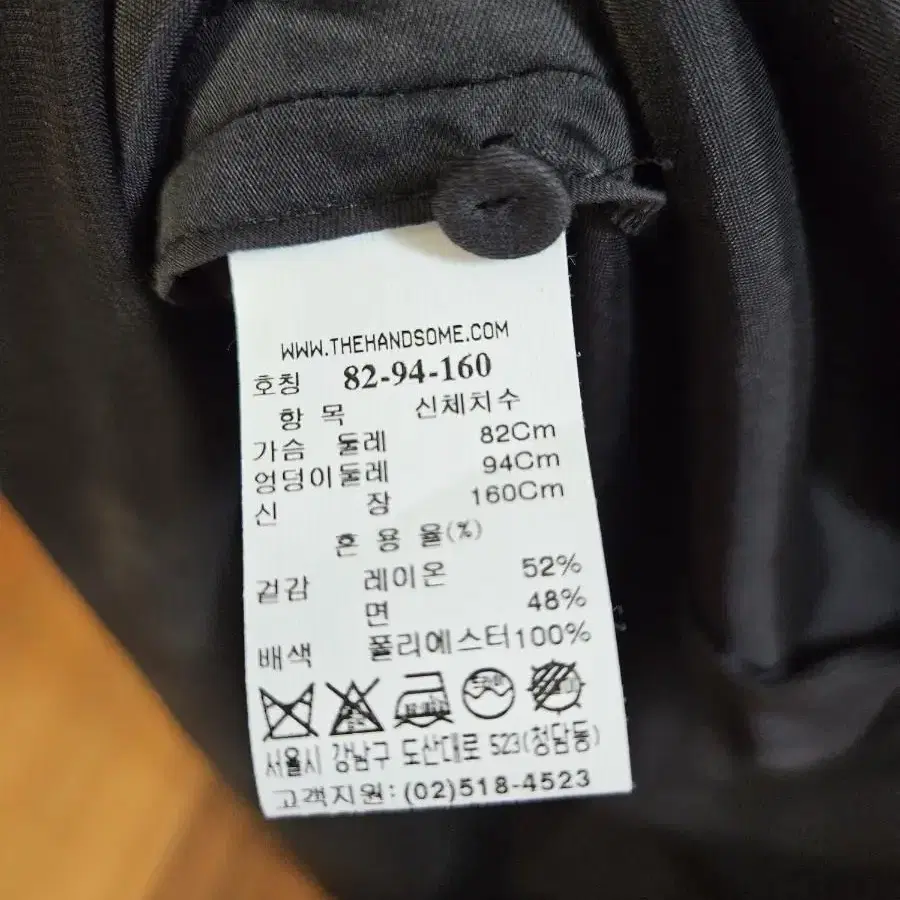 WWW.THEHANDSOME.COM
호칭 82-94-160
항 목 신체치수
가슴 둘레 82Cm
엉덩이둘레 94Cm
신 장 160Cm
혼 용 율(%)
겉감 레이온 52%
면 48%
배색 폴리에스터100%
서울시 강남구 도산대로 523(청담동)
고객지원:(02)518-4523